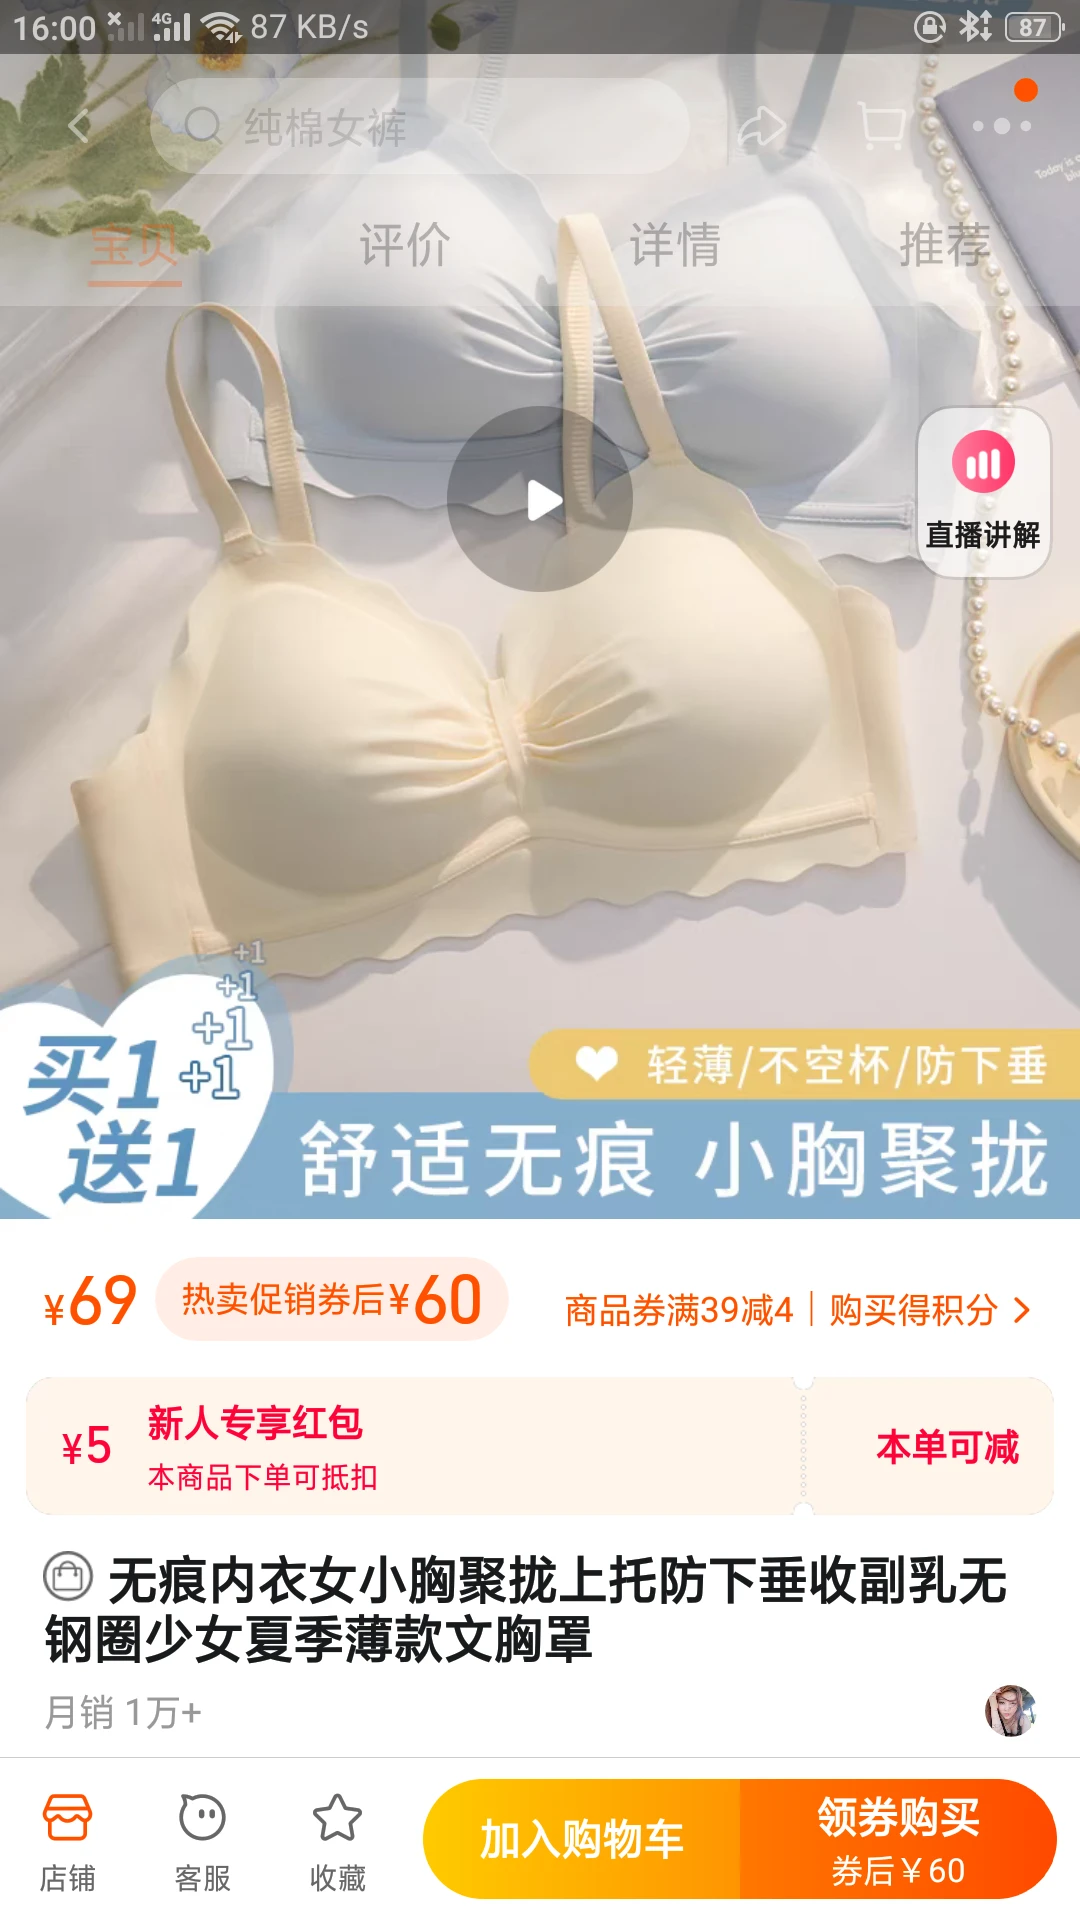 16:00 4G 87 KB/s 87
纯棉女裤
宝贝 评价 详情 推荐
直播讲解
+1
+1
+1
+1
买1
送1
轻薄/不空杯/防下垂
舒适无痕 小胸聚拢
¥69 热卖促销券后¥60 商品券满39减4 购买得积分
¥5 新人专享红包 本单可减
本商品下单可抵扣
无痕内衣女小胸聚拢上托防下垂收副乳无
钢圈少女夏季薄款文胸罩
月销 1万+
店铺 客服 收藏 加入购物车 领券购买
券后￥60